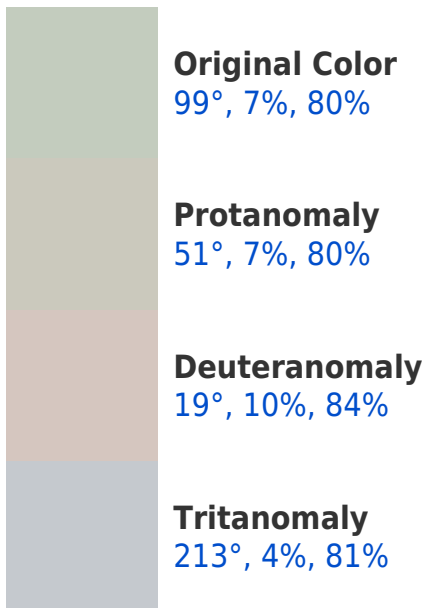 Original Color
99°, 7%, 80%
Protanomaly
51°, 7%, 80%
Deuteranomaly
19°, 10%, 84%
Tritanomaly
213°, 4%, 81%